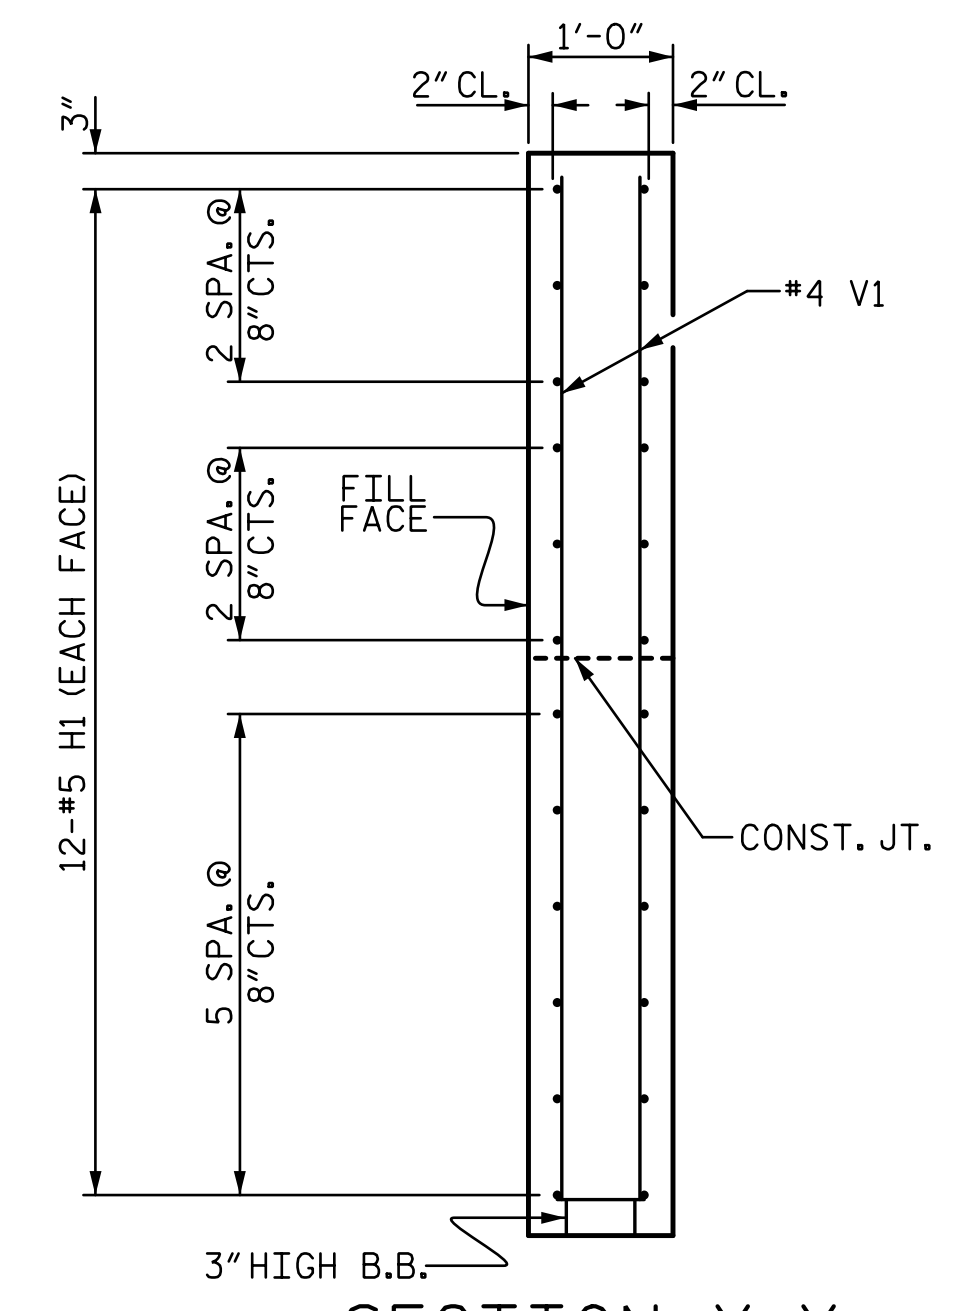 1'-0"
2" CL.
2" CL.
3"
2 SPA. @
8" CTS.
#4 V1
2 SPA. @
8" CTS.
FILL
FACE
12-#5 H1 (EACH FACE)
CONST. JT.
5 SPA. @
8" CTS.
3" HIGH B.B.